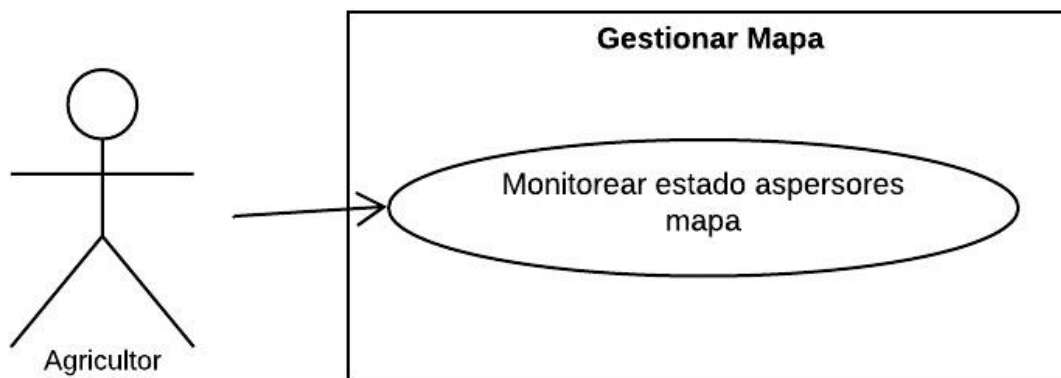 Gestionar Mapa
Monitorear estado aspersores
mapa
Agricultor